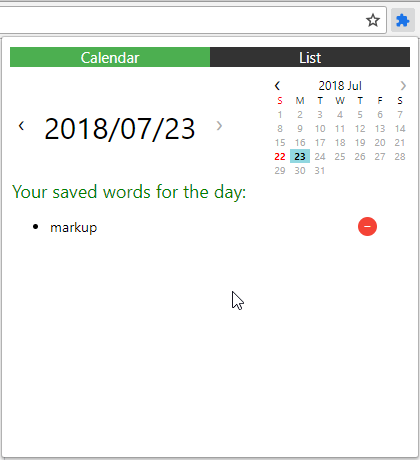 Calendar List
2018 Jul
S M T W T F S
1 2 3 4 5 6 7
8 9 10 11 12 13 14
15 16 17 18 19 20 21
22 23 24 25 26 27 28
29 30 31
2018/07/23
Your saved words for the day:
markup